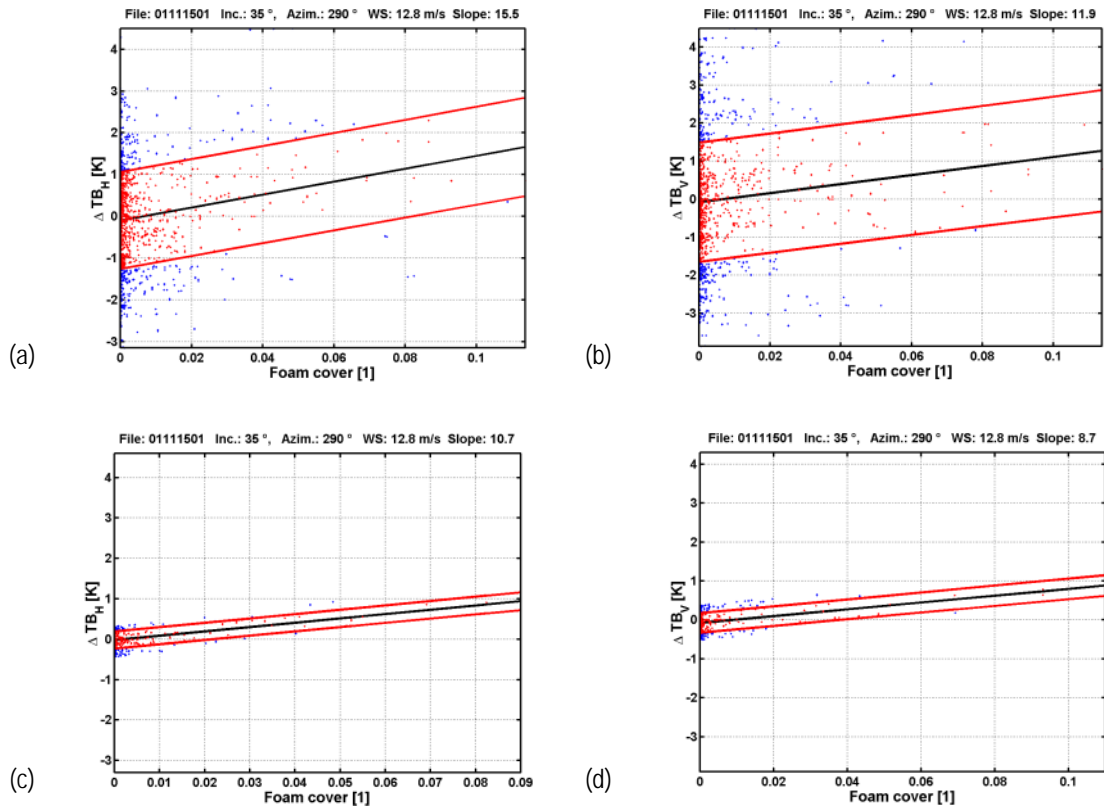 File: 01111501 Inc.: 35 °, Azim.: 290 ° WS: 12.8 m/s Slope: 15.5
4
3
2
1
0
-1
-2
-3
Δ TB_H [K]
0 0.02 0.04 0.06 0.08 0.1
Foam cover [1]
(a)
File: 01111501 Inc.: 35 °, Azim.: 290 ° WS: 12.8 m/s Slope: 11.9
4
3
2
1
0
-1
-2
-3
Δ TB_V [K]
0 0.02 0.04 0.06 0.08 0.1
Foam cover [1]
(b)
File: 01111501 Inc.: 35 °, Azim.: 290 ° WS: 12.8 m/s Slope: 10.7
4
3
2
1
0
-1
-2
-3
Δ TB_H [K]
0 0.01 0.02 0.03 0.04 0.05 0.06 0.07 0.08 0.09
Foam cover [1]
(c)
File: 01111501 Inc.: 35 °, Azim.: 290 ° WS: 12.8 m/s Slope: 8.7
4
3
2
1
0
-1
-2
-3
Δ TB_V [K]
0 0.02 0.04 0.06 0.08 0.1
Foam cover [1]
(d)